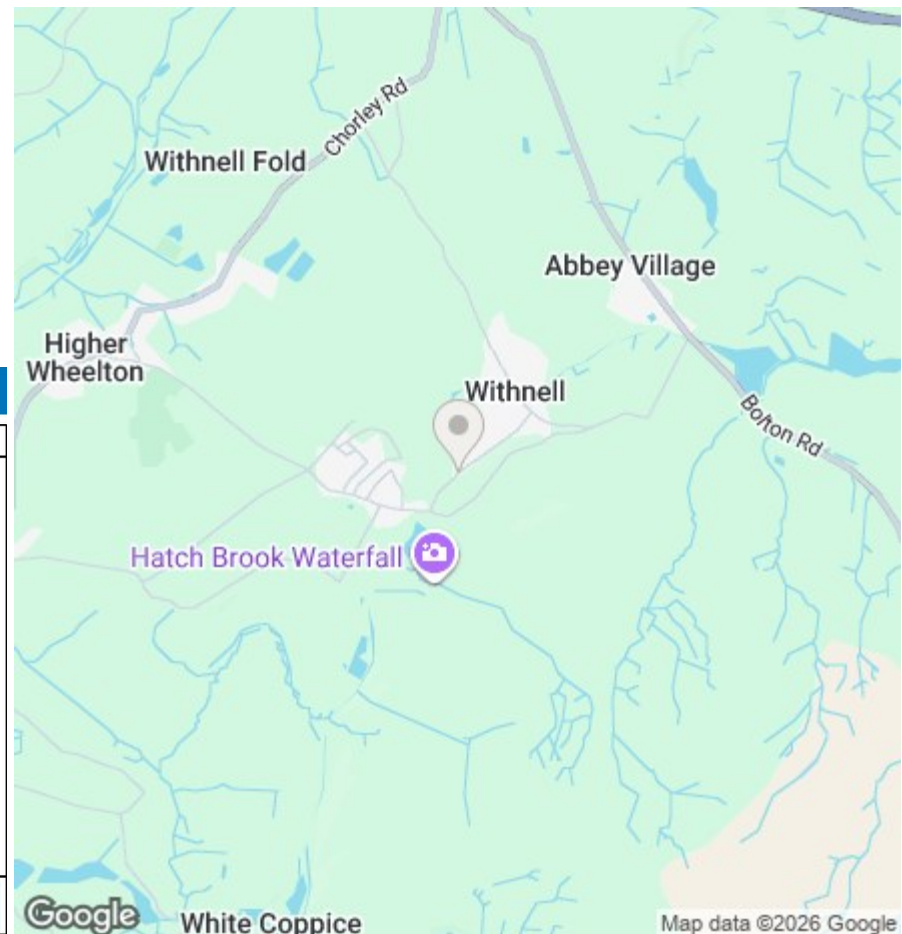 Chorley Rd
Withnell Fold
Abbey Village
Higher
Wheelton
Withnell
Bolton Rd
Hatch Brook Waterfall
Google
White Coppice
Map data ©2026 Google